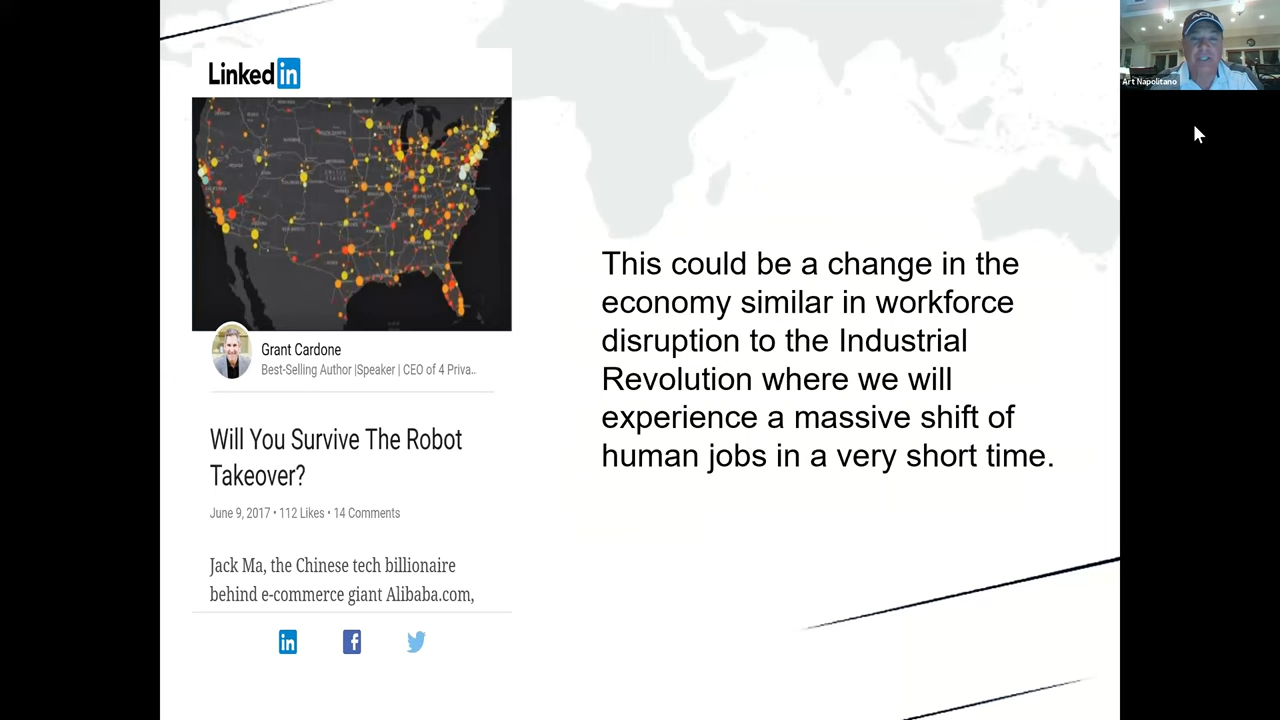 Linked in
Grant Cardone
Best-Selling Author |Speaker | CEO of 4 Priva...
Will You Survive The Robot
Takeover?
June 9, 2017 • 112 Likes • 14 Comments
Jack Ma, the Chinese tech billionaire
behind e-commerce giant Alibaba.com,
in f
This could be a change in the
economy similar in workforce
disruption to the Industrial
Revolution where we will
experience a massive shift of
human jobs in a very short time.
Art Napolitano